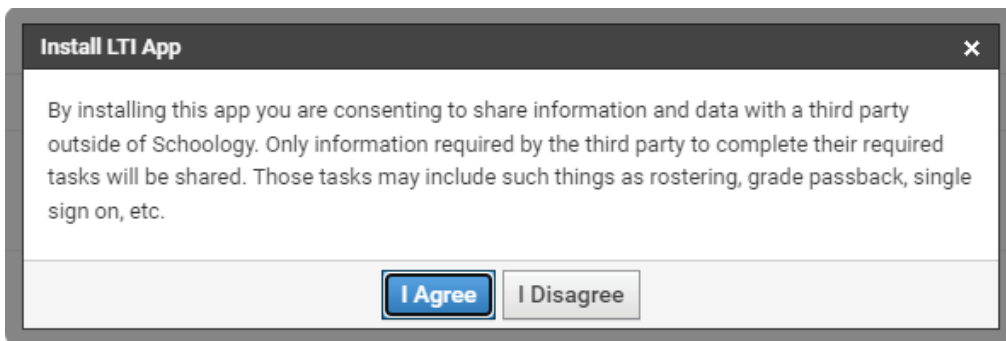 Install LTI App
By installing this app you are consenting to share information and data with a third party
outside of Schoology. Only information required by the third party to complete their required
tasks will be shared. Those tasks may include such things as rostering, grade passback, single
sign on, etc.
I Agree I Disagree